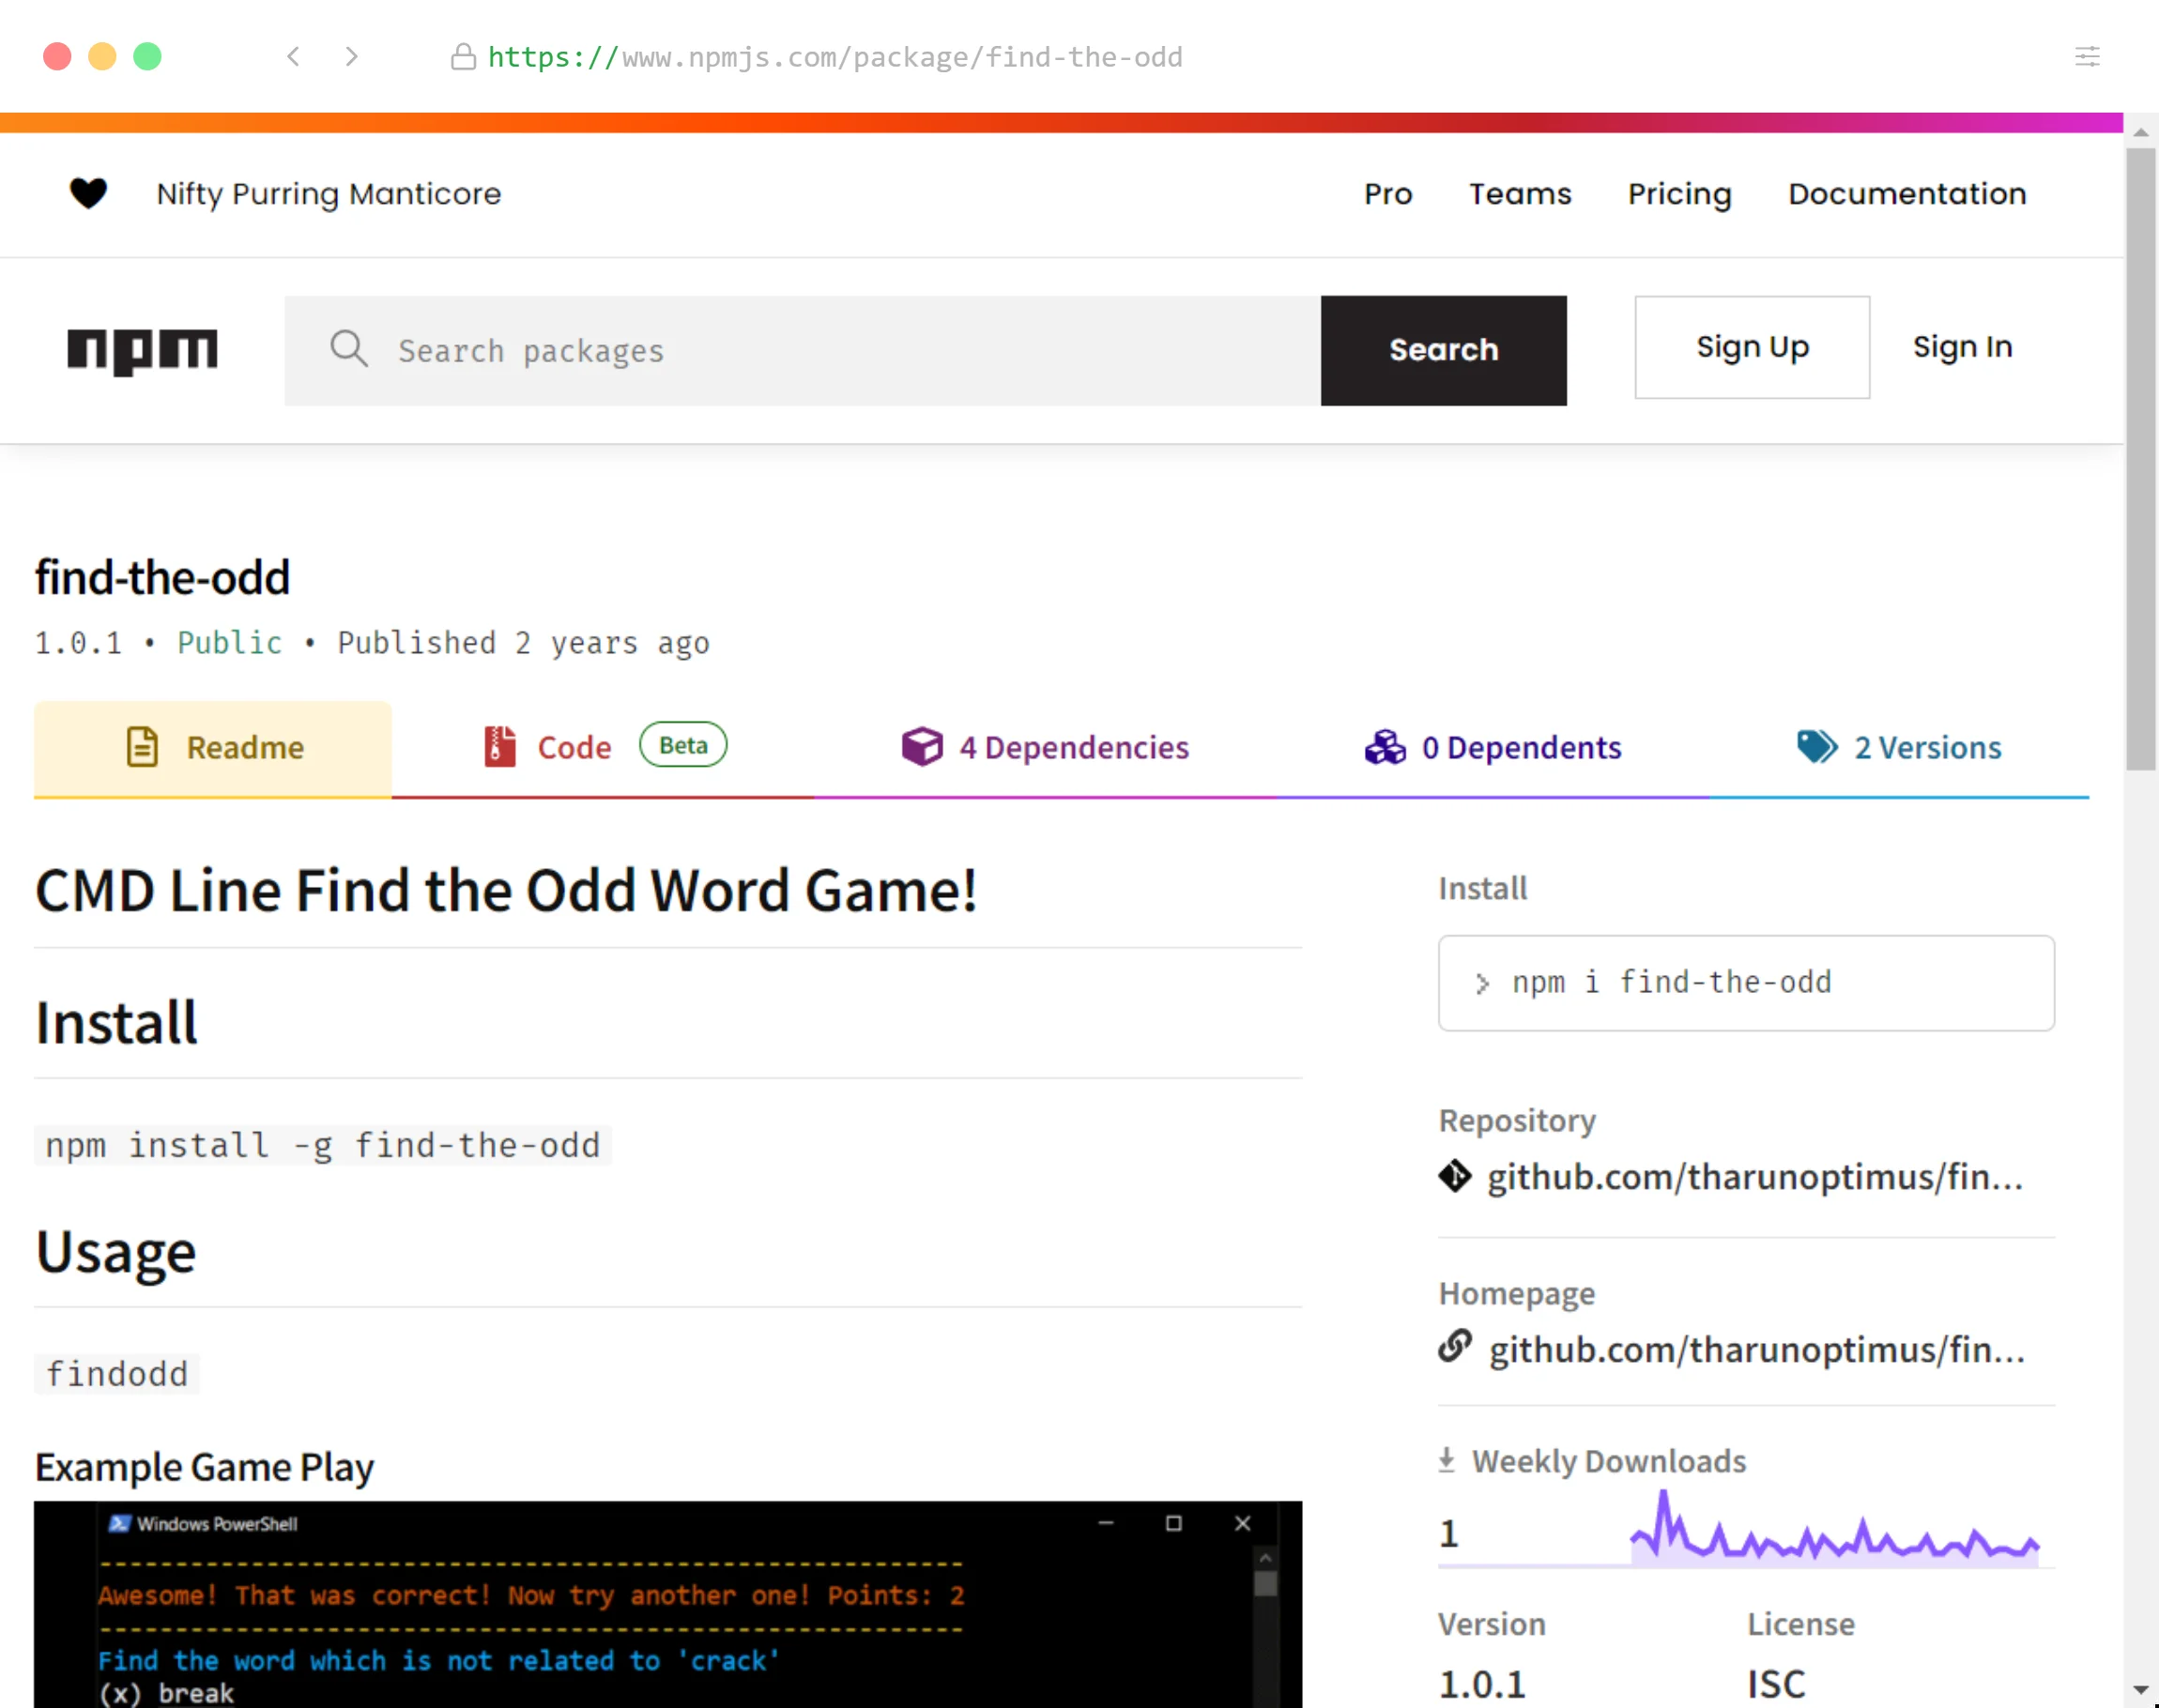 https://www.npmjs.com/package/find-the-odd
Nifty Purring Manticore
Pro
Teams
Pricing
Documentation
npm
Search packages
Search
Sign Up
Sign In
find-the-odd
1.0.1 • Public • Published 2 years ago
Readme
Code Beta
4 Dependencies
0 Dependents
2 Versions
CMD Line Find the Odd Word Game!
Install
npm install -g find-the-odd
Usage
findodd
Example Game Play
Windows PowerShell
---------------------------------------------------------
Awesome! That was correct! Now try another one! Points: 2
---------------------------------------------------------
Find the word which is not related to 'crack'
(x) break
Install
> npm i find-the-odd
Repository
github.com/tharunoptimus/fin...
Homepage
github.com/tharunoptimus/fin...
Weekly Downloads
1
Version
1.0.1
License
ISC